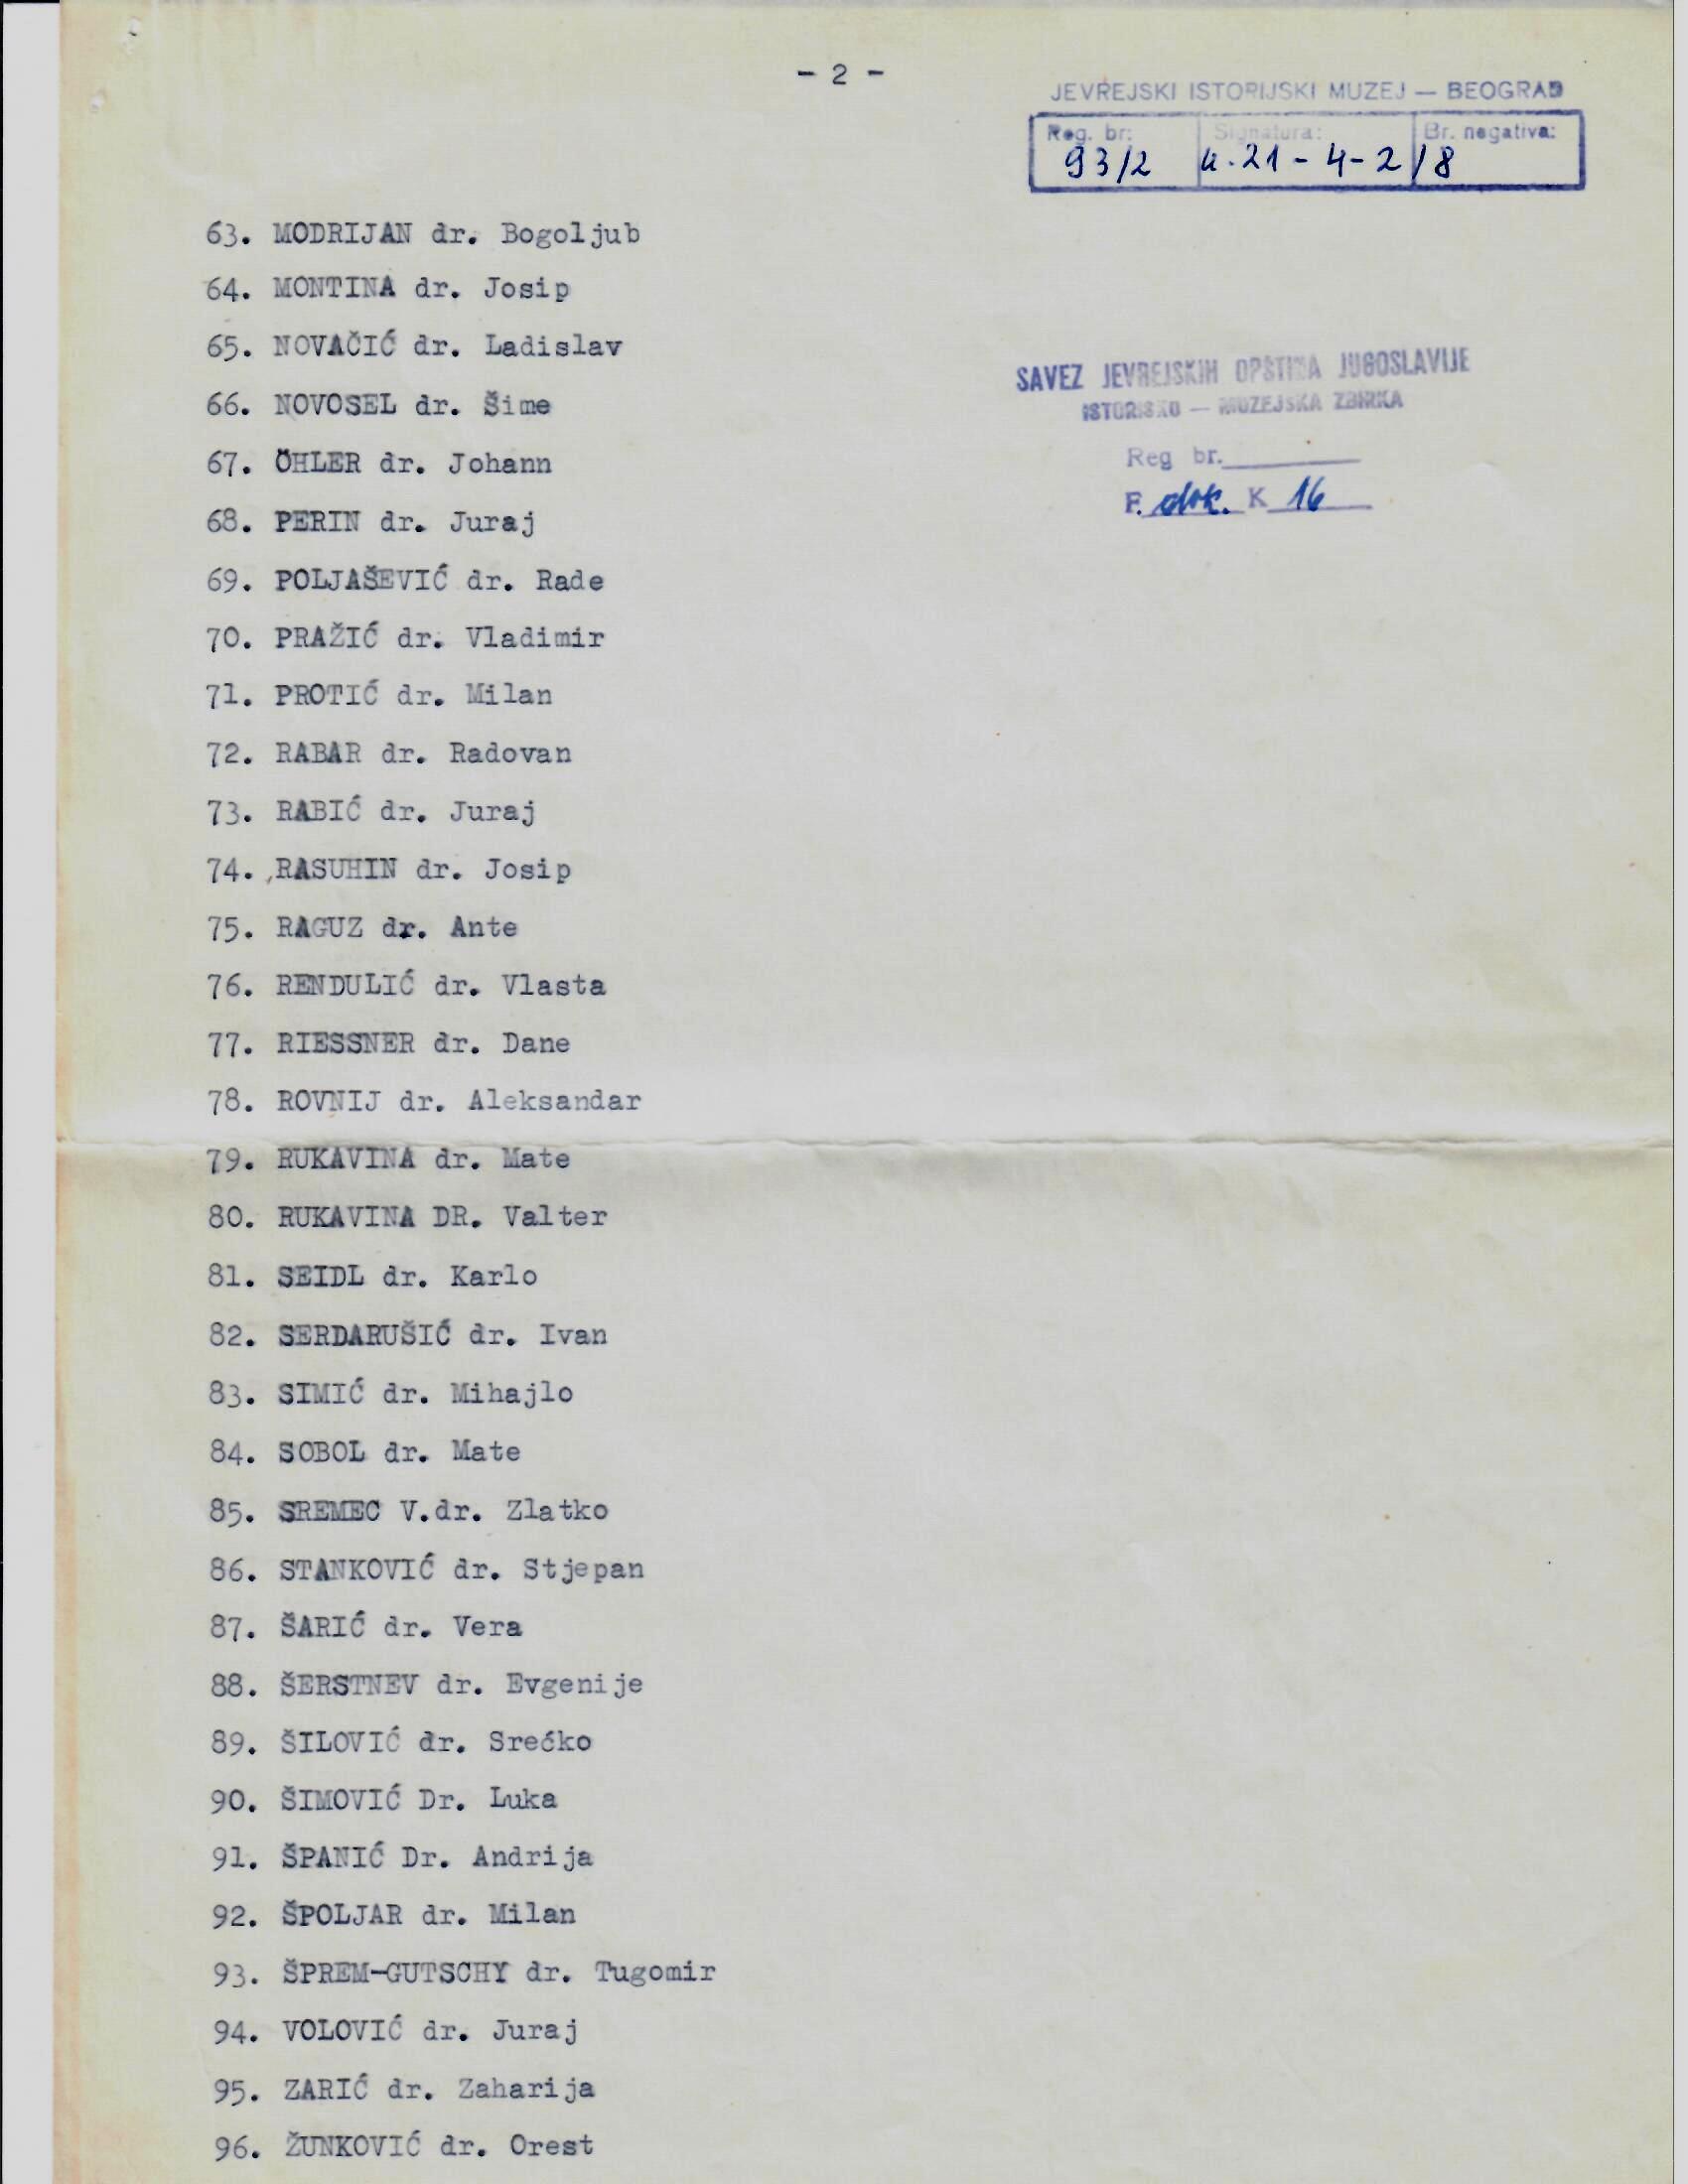 - 2 -
JEVREJSKI ISTORIJSKI MUZEJ — BEOGRAD
Reg. br: Signatura: Br. negativa:
93/2 a.21-4-2/8
63. MODRIJAN dr. Bogoljub
64. MONTINA dr. Josip
65. NOVAČIĆ dr. Ladislav
SAVEZ JEVREJSKIH OPŠTINA JUGOSLAVIJE
ISTORISKO — MUZEJSKA ZBIRKA
66. NOVOSEL dr. Šime
67. ÖHLER dr. Johann
Reg br.
F. dok. K 16
68. PERIN dr. Juraj
69. POLJAŠEVIĆ dr. Rade
70. PRAŽIĆ dr. Vladimir
71. PROTIĆ dr. Milan
72. RABAR dr. Radovan
73. RABIĆ dr. Juraj
74. RASUHIN dr. Josip
75. RAGUZ dr. Ante
76. RENDULIĆ dr. Vlasta
77. RIESSNER dr. Dane
78. ROVNIJ dr. Aleksandar
79. RUKAVINA dr. Mate
80. RUKAVINA DR. Valter
81. SEIDL dr. Karlo
82. SERDARUŠIĆ dr. Ivan
83. SIMIĆ dr. Mihajlo
84. SOBOL dr. Mate
85. SREMEC V.dr. Zlatko
86. STANKOVIĆ dr. Stjepan
87. ŠARIĆ dr. Vera
88. ŠERSTNEV dr. Evgenije
89. ŠILOVIĆ dr. Srećko
90. ŠIMOVIĆ Dr. Luka
91. ŠPANIĆ Dr. Andrija
92. ŠPOLJAR dr. Milan
93. ŠPREM-GUTSCHY dr. Tugomir
94. VOLOVIĆ dr. Juraj
95. ZARIĆ dr. Zaharija
96. ŽUNKOVIĆ dr. Orest